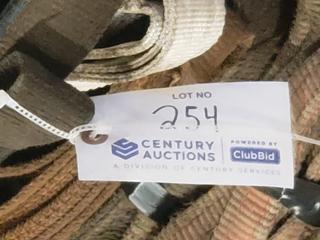 LOT NO
254
CENTURY AUCTIONS
POWERED BY
ClubBid
A DIVISION OF CENTURY SERVICES